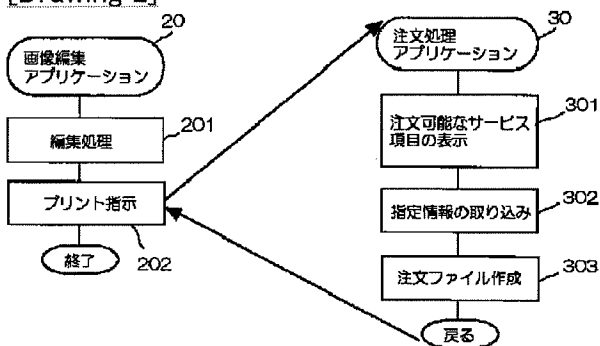 [Drawing 2]
20
画像編集
アプリケーション
編集処理
201
プリント指示
202
終了
30
注文処理
アプリケーション
注文可能なサービス
項目の表示
301
指定情報の取り込み
302
注文ファイル作成
303
戻る